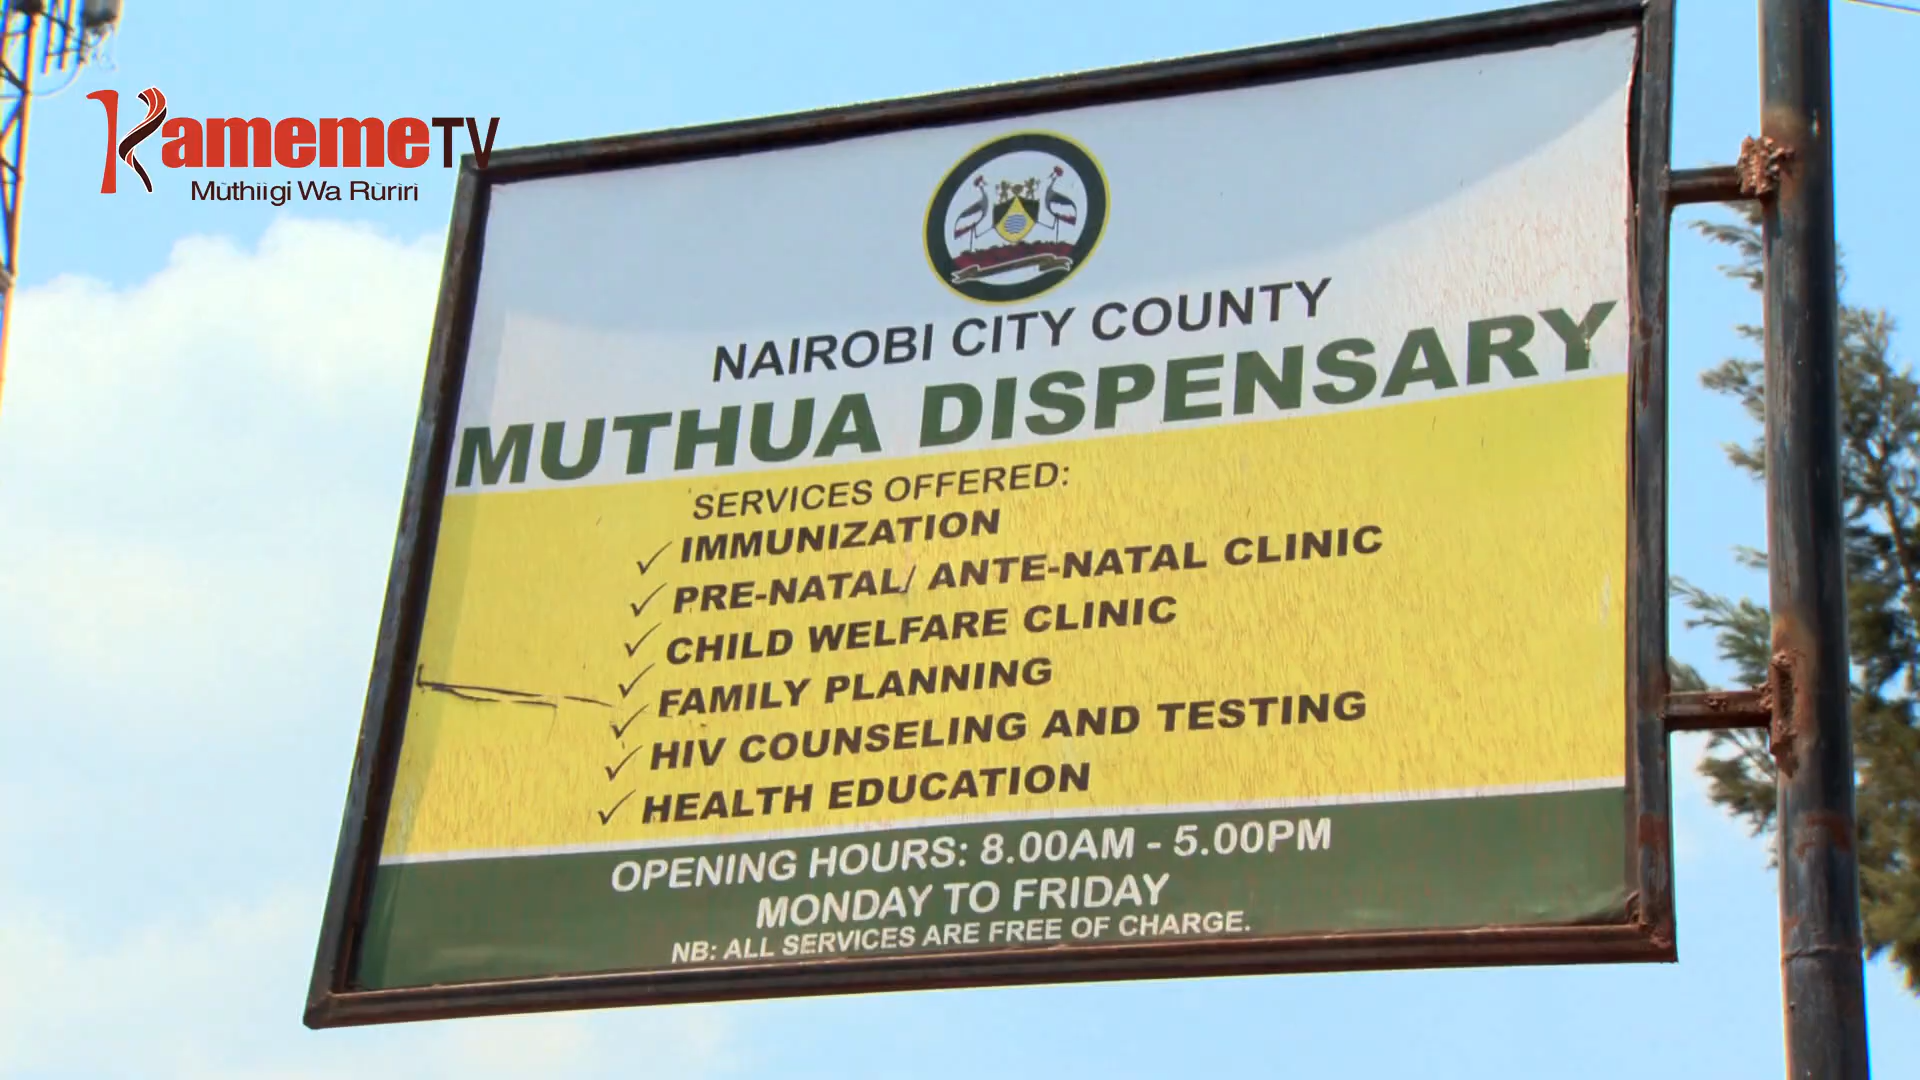 KamemeTV
Mũthiigi Wa Rũrĩrĩ
NAIROBI CITY COUNTY
MUTHUA DISPENSARY
SERVICES OFFERED:
✓ IMMUNIZATION
✓ PRE-NATAL/ ANTE-NATAL CLINIC
✓ CHILD WELFARE CLINIC
✓ FAMILY PLANNING
✓ HIV COUNSELING AND TESTING
✓ HEALTH EDUCATION
OPENING HOURS: 8.00AM - 5.00PM
MONDAY TO FRIDAY
NB: ALL SERVICES ARE FREE OF CHARGE.